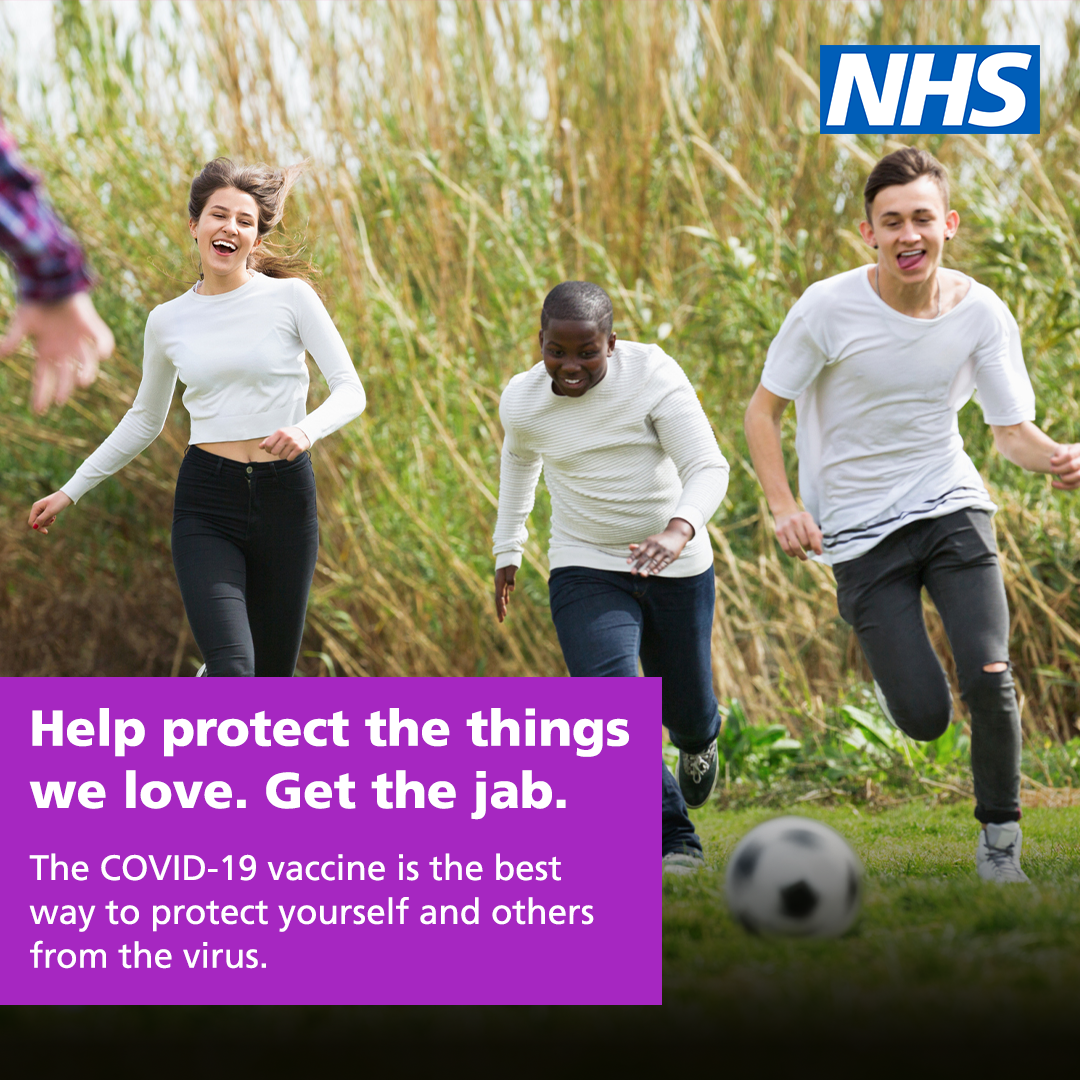 NHS
Help protect the things
we love. Get the jab.
The COVID-19 vaccine is the best
way to protect yourself and others
from the virus.